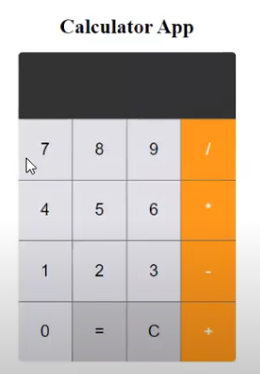 Calculator App
7 8 9 /
4 5 6 *
1 2 3 -
0 = C +